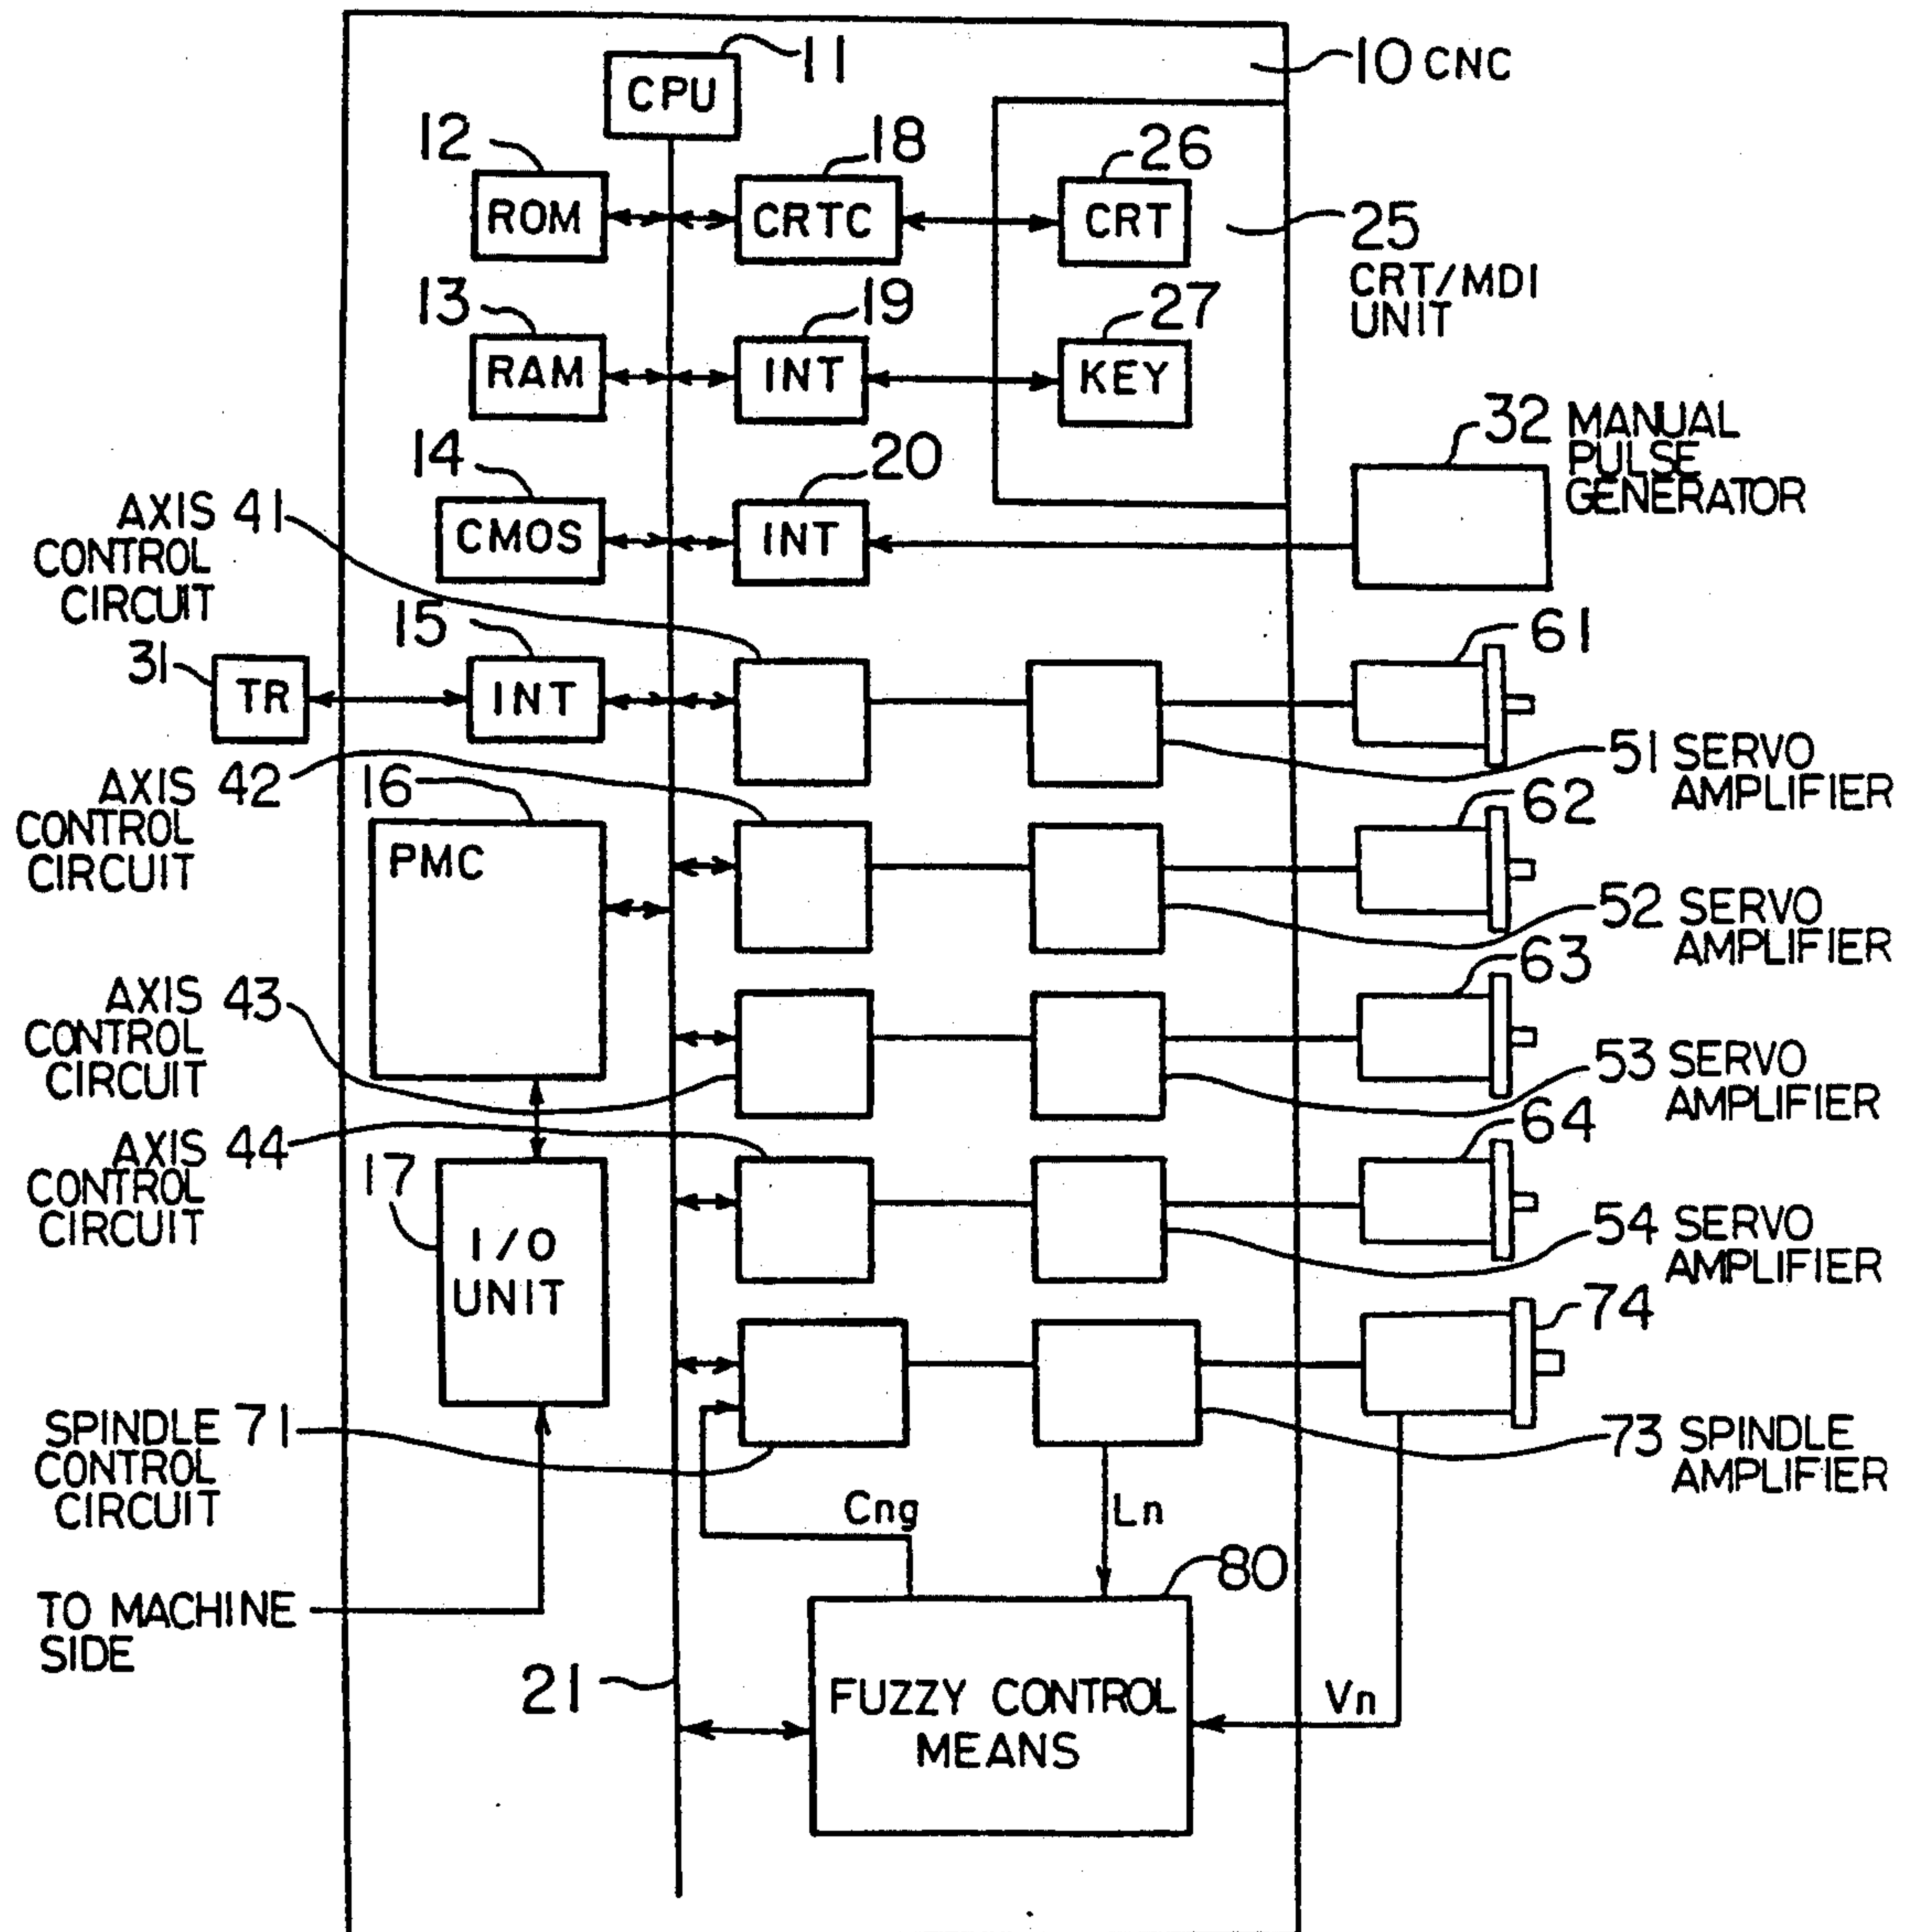 11
10 CNC
CPU
12
18
26
ROM
CRTC
CRT
25
CRT/MDI
UNIT
13
19
27
RAM
INT
KEY
32 MANUAL
PULSE
GENERATOR
14
20
CMOS
INT
AXIS 41
CONTROL
CIRCUIT
15
61
31
TR
INT
51 SERVO
AMPLIFIER
AXIS 42
CONTROL
CIRCUIT
16
62
PMC
52 SERVO
AMPLIFIER
63
AXIS 43
CONTROL
CIRCUIT
53 SERVO
AMPLIFIER
64
AXIS 44
CONTROL
CIRCUIT
17
I/O
UNIT
54 SERVO
AMPLIFIER
74
SPINDLE 71
CONTROL
CIRCUIT
73 SPINDLE
AMPLIFIER
Cng
Ln
80
TO MACHINE
SIDE
21
FUZZY CONTROL
MEANS
Vn